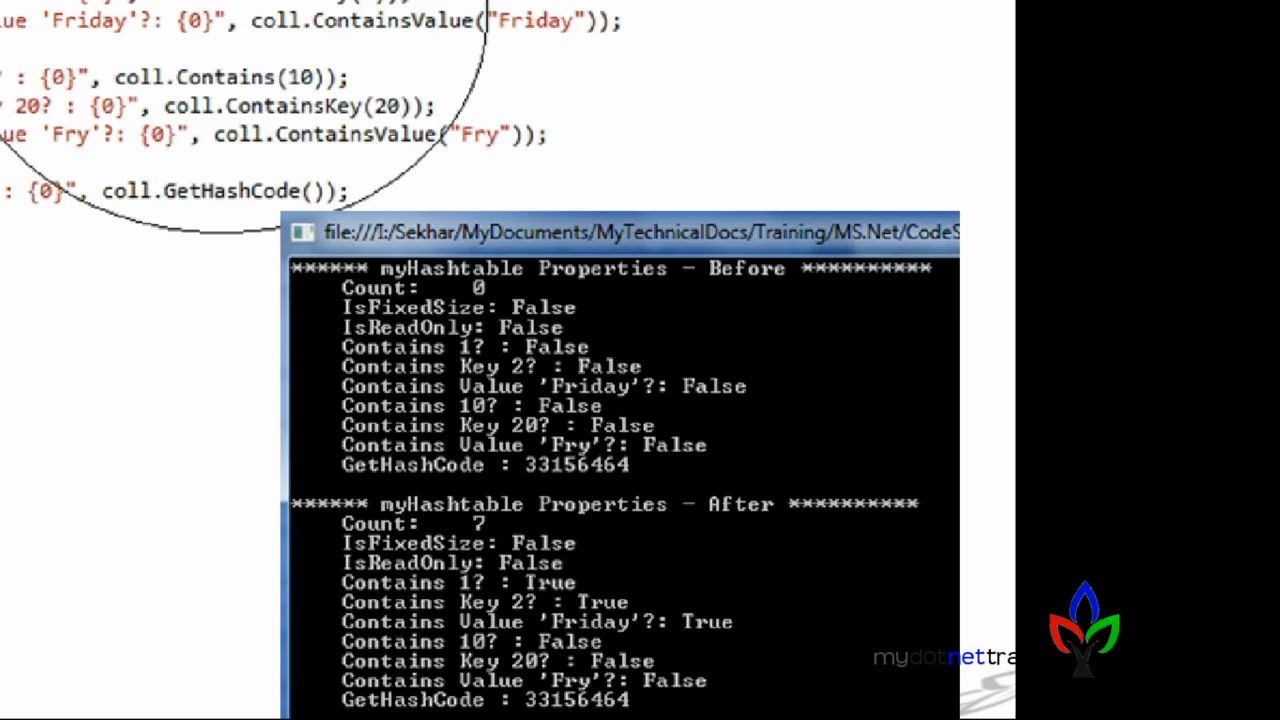 ue 'Friday'?: {0}", coll.ContainsValue("Friday"));
? : {0}", coll.Contains(10));
y 20? : {0}", coll.ContainsKey(20));
ue 'Fry'?: {0}", coll.ContainsValue("Fry"));
: {0}", coll.GetHashCode());
file:///I:/Sekhar/MyDocuments/MyTechnicalDocs/Training/MS.Net/CodeS
****** myHashtable Properties - Before **********
Count: 0
IsFixedSize: False
IsReadOnly: False
Contains 1? : False
Contains Key 2? : False
Contains Value 'Friday'?: False
Contains 10? : False
Contains Key 20? : False
Contains Value 'Fry'?: False
GetHashCode : 33156464
****** myHashtable Properties - After **********
Count: 7
IsFixedSize: False
IsReadOnly: False
Contains 1? : True
Contains Key 2? : True
Contains Value 'Friday'?: True
Contains 10? : False
Contains Key 20? : False
Contains Value 'Fry'?: False
GetHashCode : 33156464
mydotnettra